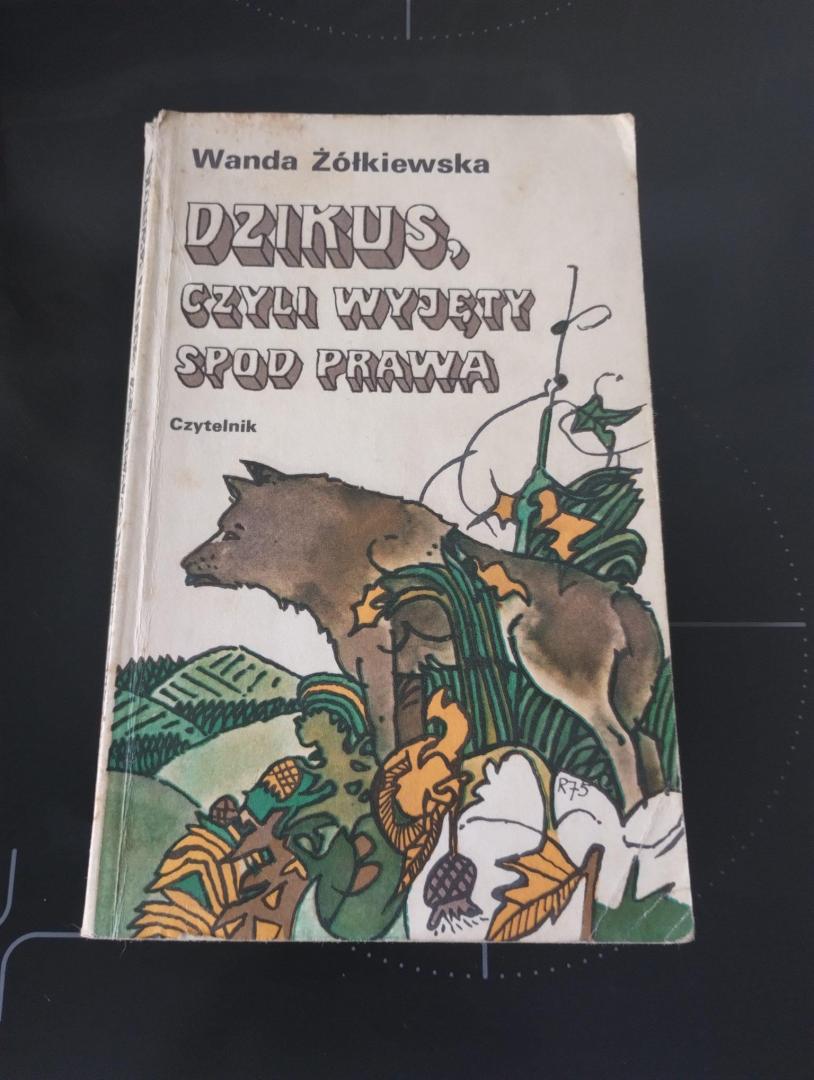 Wanda Żółkiewska
DZIKUS,
CZYLI WYJĘTY
SPOD PRAWA
Czytelnik
R75